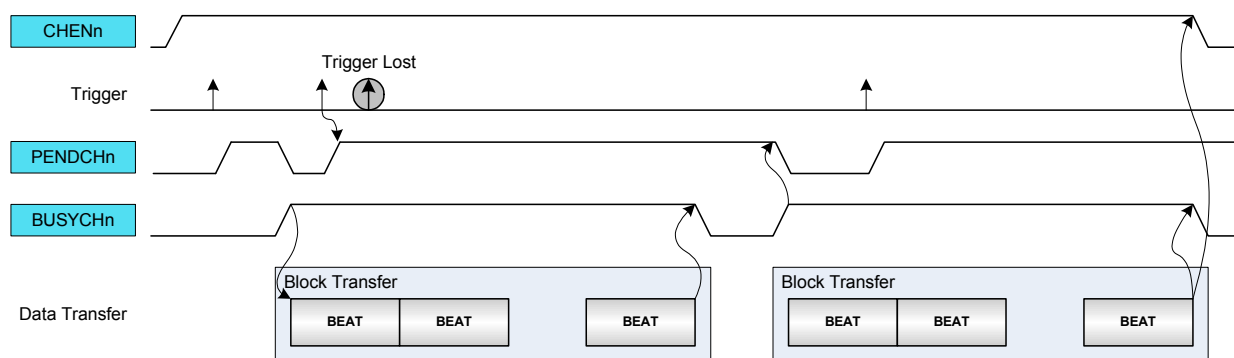 CHENn
Trigger Lost
Trigger
PENDCHn
BUSYCHn
Block Transfer
Block Transfer
Data Transfer
BEAT
BEAT
BEAT
BEAT
BEAT
BEAT